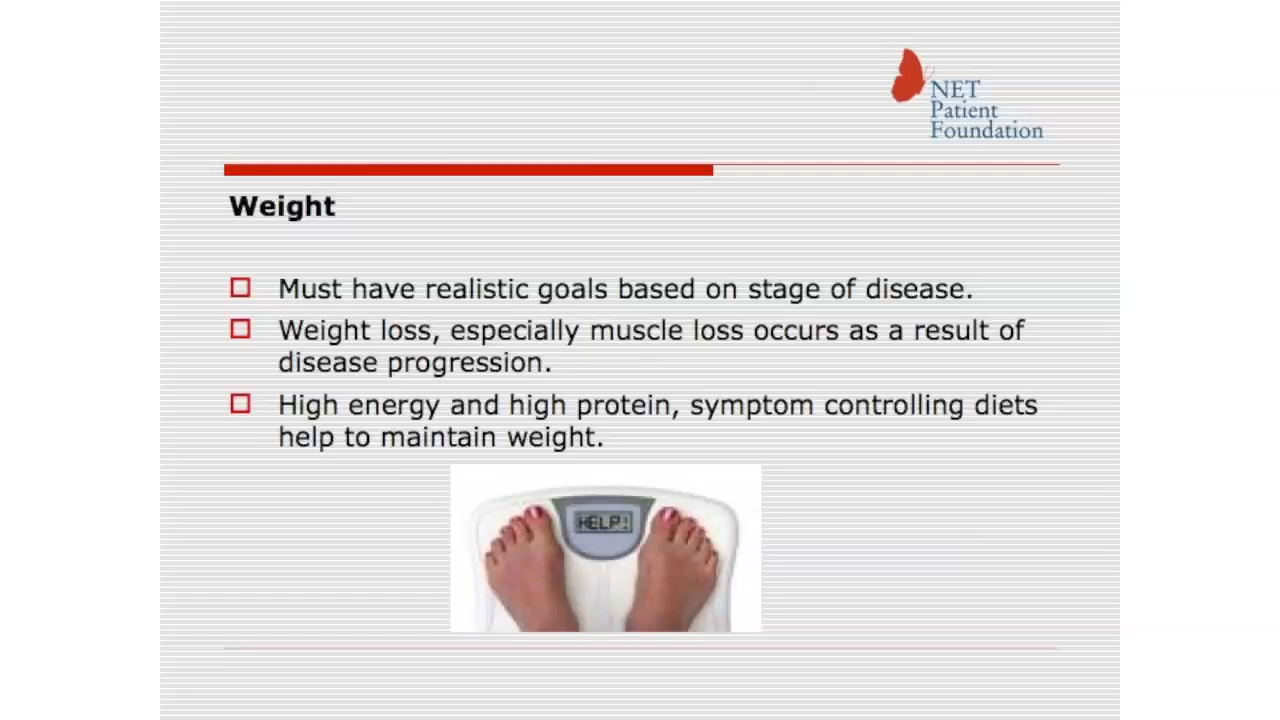 NET
Patient
Foundation
Weight
Must have realistic goals based on stage of disease.
Weight loss, especially muscle loss occurs as a result of
disease progression.
High energy and high protein, symptom controlling diets
help to maintain weight.
HELP!